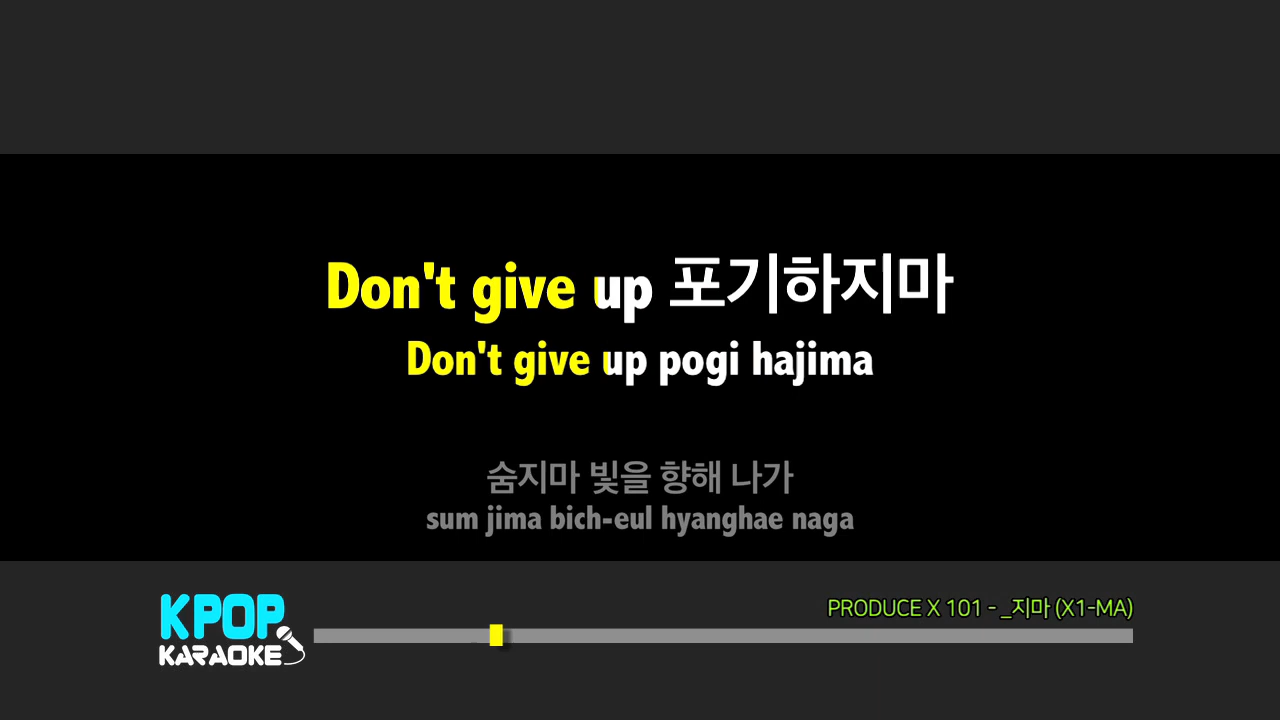 Don't give up 포기하지마
Don't give up pogi hajima
숨지마 빛을 향해 나가
sum jima bich-eul hyanghae naga
PRODUCE X 101 - _지마 (X1-MA)
KPOP
KARAOKE